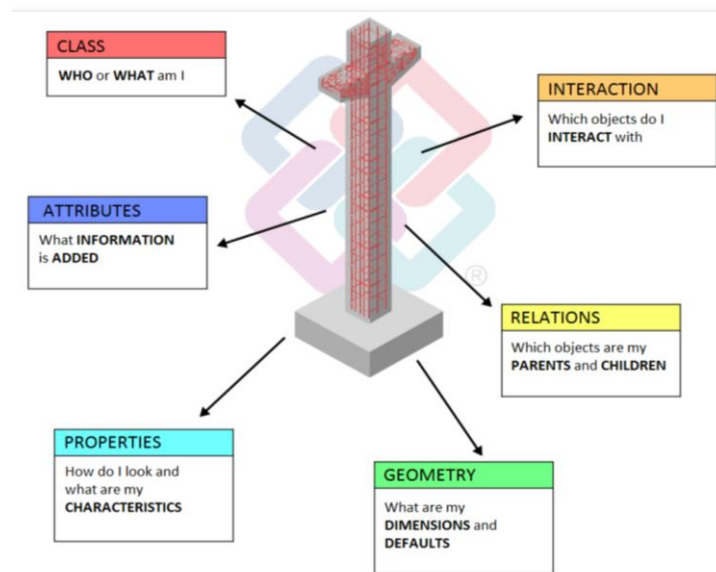 CLASS
WHO or WHAT am I
INTERACTION
Which objects do I
INTERACT with
ATTRIBUTES
What INFORMATION
is ADDED
®
RELATIONS
Which objects are my
PARENTS and CHILDREN
PROPERTIES
How do I look and
what are my
CHARACTERISTICS
GEOMETRY
What are my
DIMENSIONS and
DEFAULTS